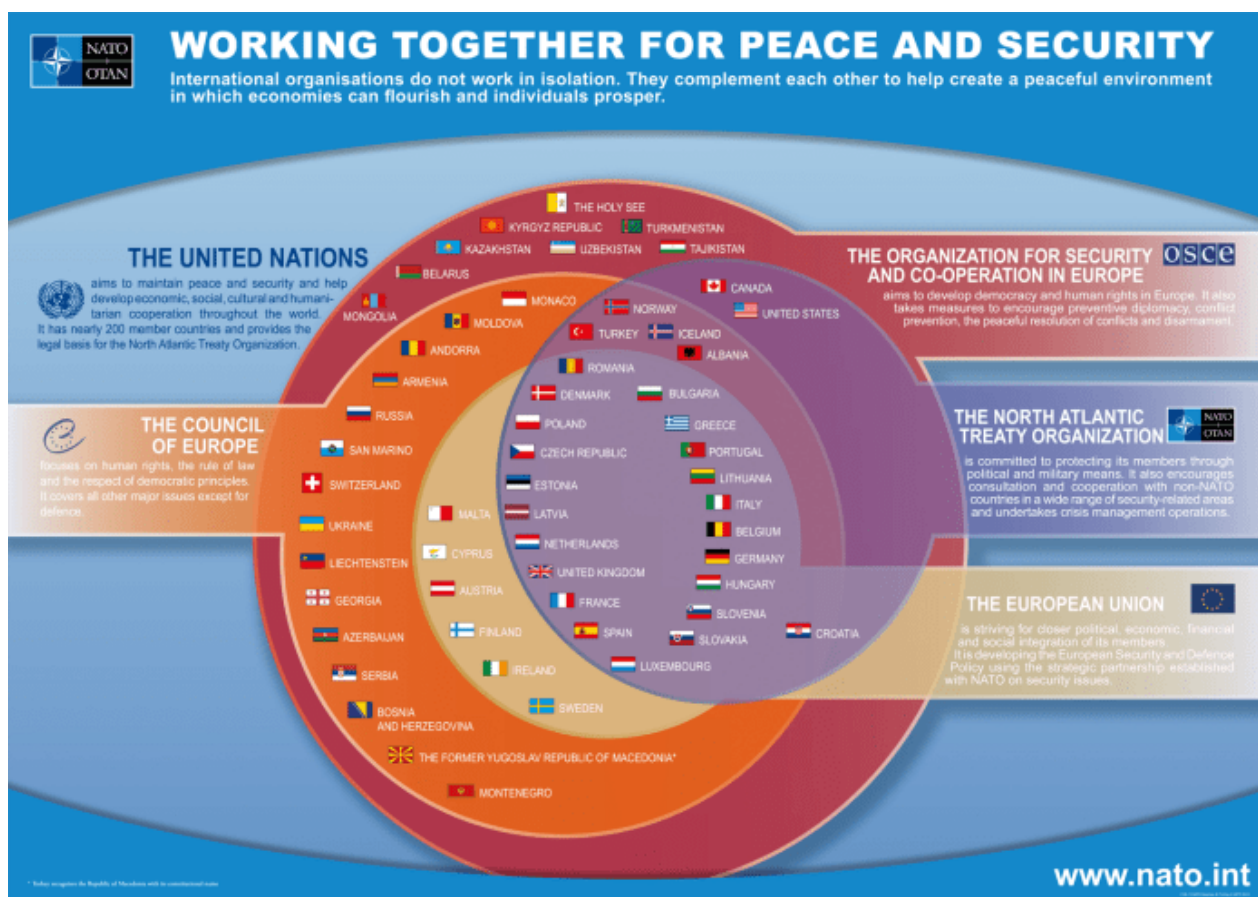 NATO
OTAN
WORKING TOGETHER FOR PEACE AND SECURITY
International organisations do not work in isolation. They complement each other to help create a peaceful environment
in which economies can flourish and individuals prosper.
THE UNITED NATIONS
aims to maintain peace and security and help
develop economic, social, cultural and humani-
tarian cooperation throughout the world.
It has nearly 200 member countries and provides the
legal basis for the North Atlantic Treaty Organization.
THE COUNCIL
OF EUROPE
focuses on human rights, the rule of law
and the respect of democratic principles.
It covers all other major issues except for
defence.
THE HOLY SEE
KYRGYZ REPUBLIC
TURKMENISTAN
KAZAKHSTAN
UZBEKISTAN
TAJIKISTAN
BELARUS
MONGOLIA
MONACO
MOLDOVA
ANDORRA
ARMENIA
RUSSIA
SAN MARINO
SWITZERLAND
UKRAINE
LIECHTENSTEIN
GEORGIA
AZERBAIJAN
SERBIA
BOSNIA
AND HERZEGOVINA
THE FORMER YUGOSLAV REPUBLIC OF MACEDONIA*
MONTENEGRO
MALTA
CYPRUS
AUSTRIA
FINLAND
IRELAND
SWEDEN
CANADA
UNITED STATES
NORWAY
TURKEY
ICELAND
ALBANIA
ROMANIA
DENMARK
BULGARIA
POLAND
GREECE
CZECH REPUBLIC
PORTUGAL
ESTONIA
LITHUANIA
LATVIA
ITALY
NETHERLANDS
BELGIUM
UNITED KINGDOM
GERMANY
FRANCE
HUNGARY
SPAIN
SLOVENIA
SLOVAKIA
CROATIA
LUXEMBOURG
THE ORGANIZATION FOR SECURITY
AND CO-OPERATION IN EUROPE
osce
aims to develop democracy and human rights in Europe. It also
takes measures to encourage preventive diplomacy, conflict
prevention, the peaceful resolution of conflicts and disarmament.
THE NORTH ATLANTIC
TREATY ORGANIZATION
NATO
OTAN
is committed to protecting its members through
political and military means. It also encourages
consultation and cooperation with non-NATO
countries in a wide range of security-related areas
and undertakes crisis management operations.
THE EUROPEAN UNION
is striving for closer political, economic, financial
and social integration of its members
It is developing the European Security and Defence
Policy using the strategic partnership established
with NATO on security issues.
* Turkey recognises the Republic of Macedonia with its constitutional name
www.nato.int